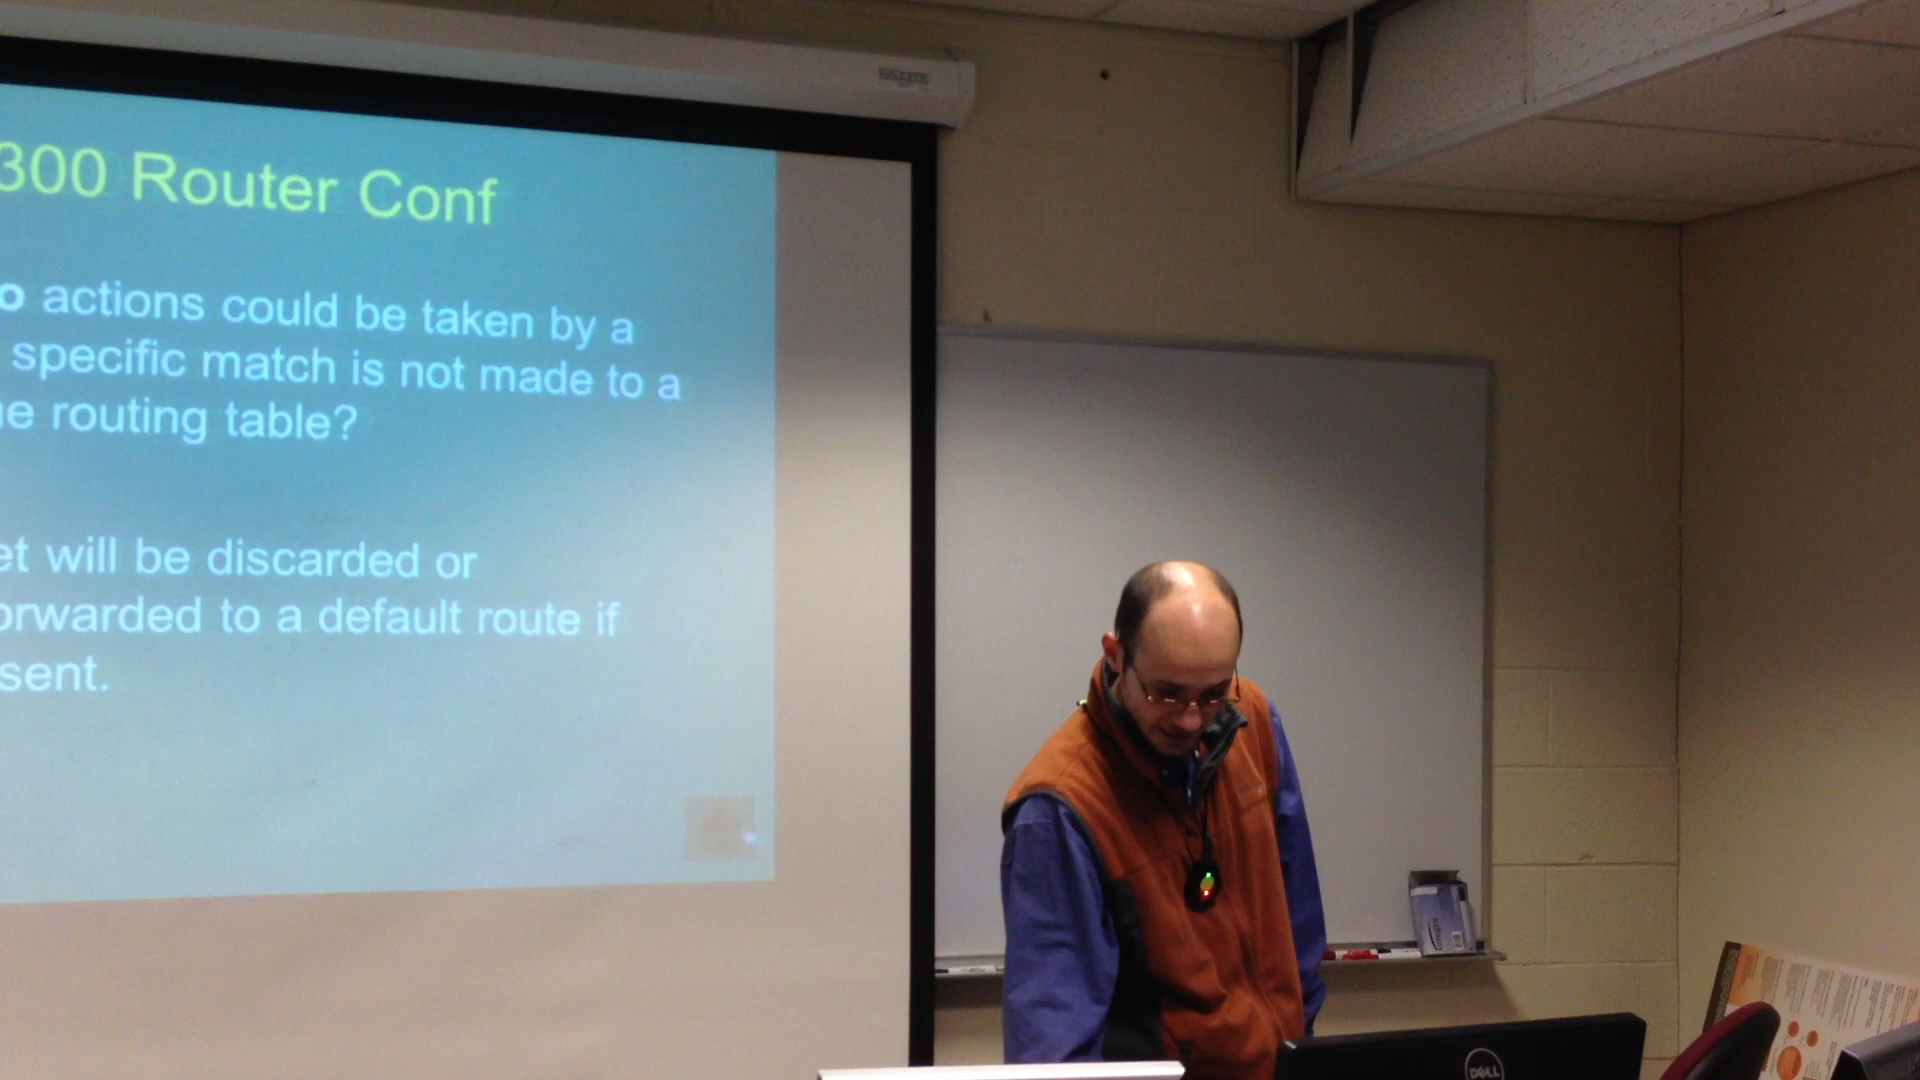 300 Router Conf
o actions could be taken by a
specific match is not made to a
e routing table?
et will be discarded or
orwarded to a default route if
sent.
DELL